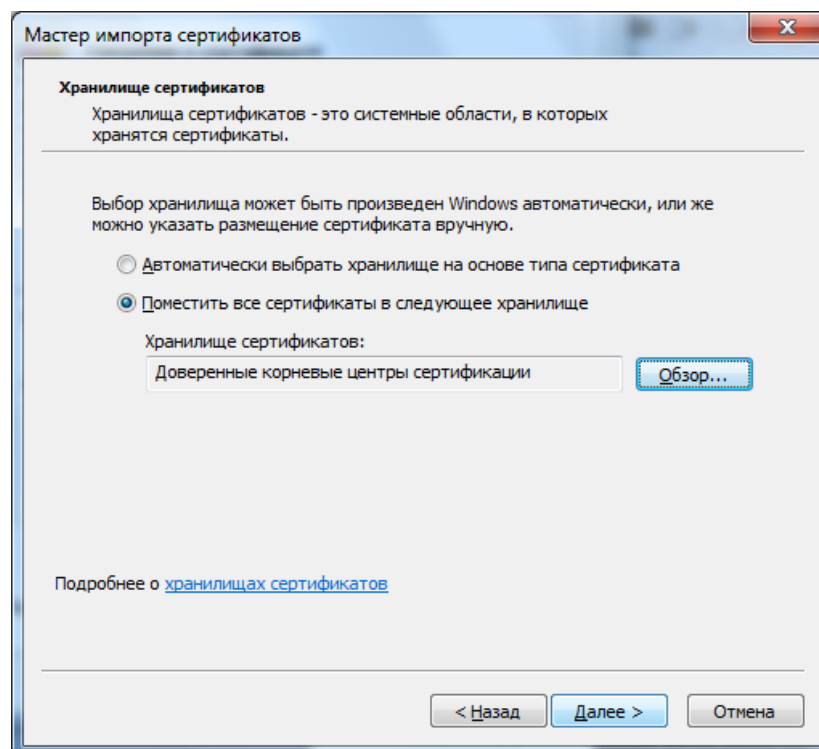 Мастер импорта сертификатов
Хранилище сертификатов
Хранилища сертификатов - это системные области, в которых
хранятся сертификаты.
Выбор хранилища может быть произведен Windows автоматически, или же
можно указать размещение сертификата вручную.
Автоматически выбрать хранилище на основе типа сертификата
Поместить все сертификаты в следующее хранилище
Хранилище сертификатов:
Доверенные корневые центры сертификации
Обзор...
Подробнее о хранилищах сертификатов
< Назад
Далее >
Отмена